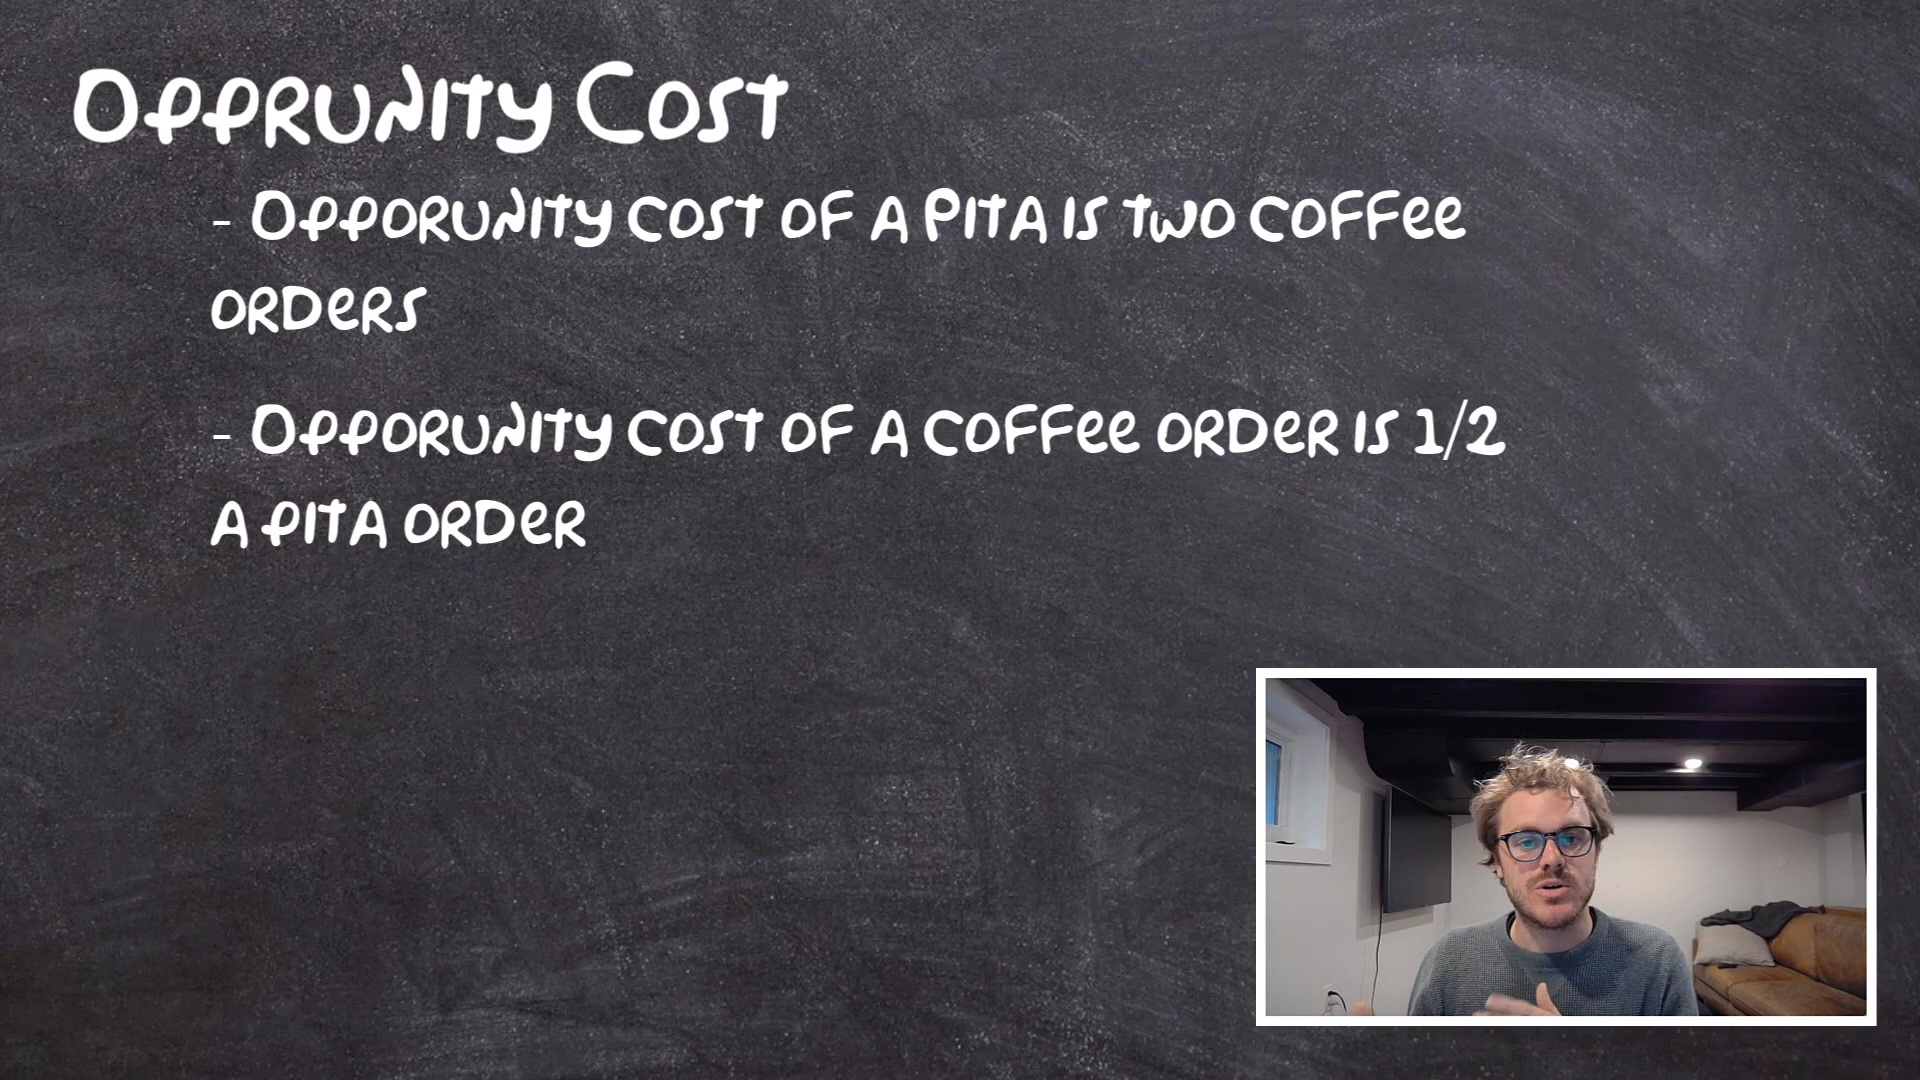 Opprunity Cost
- Opporunity cost of a Pita is two coffee
orders
- Opporunity cost of a coffee order is 1/2
a pita order